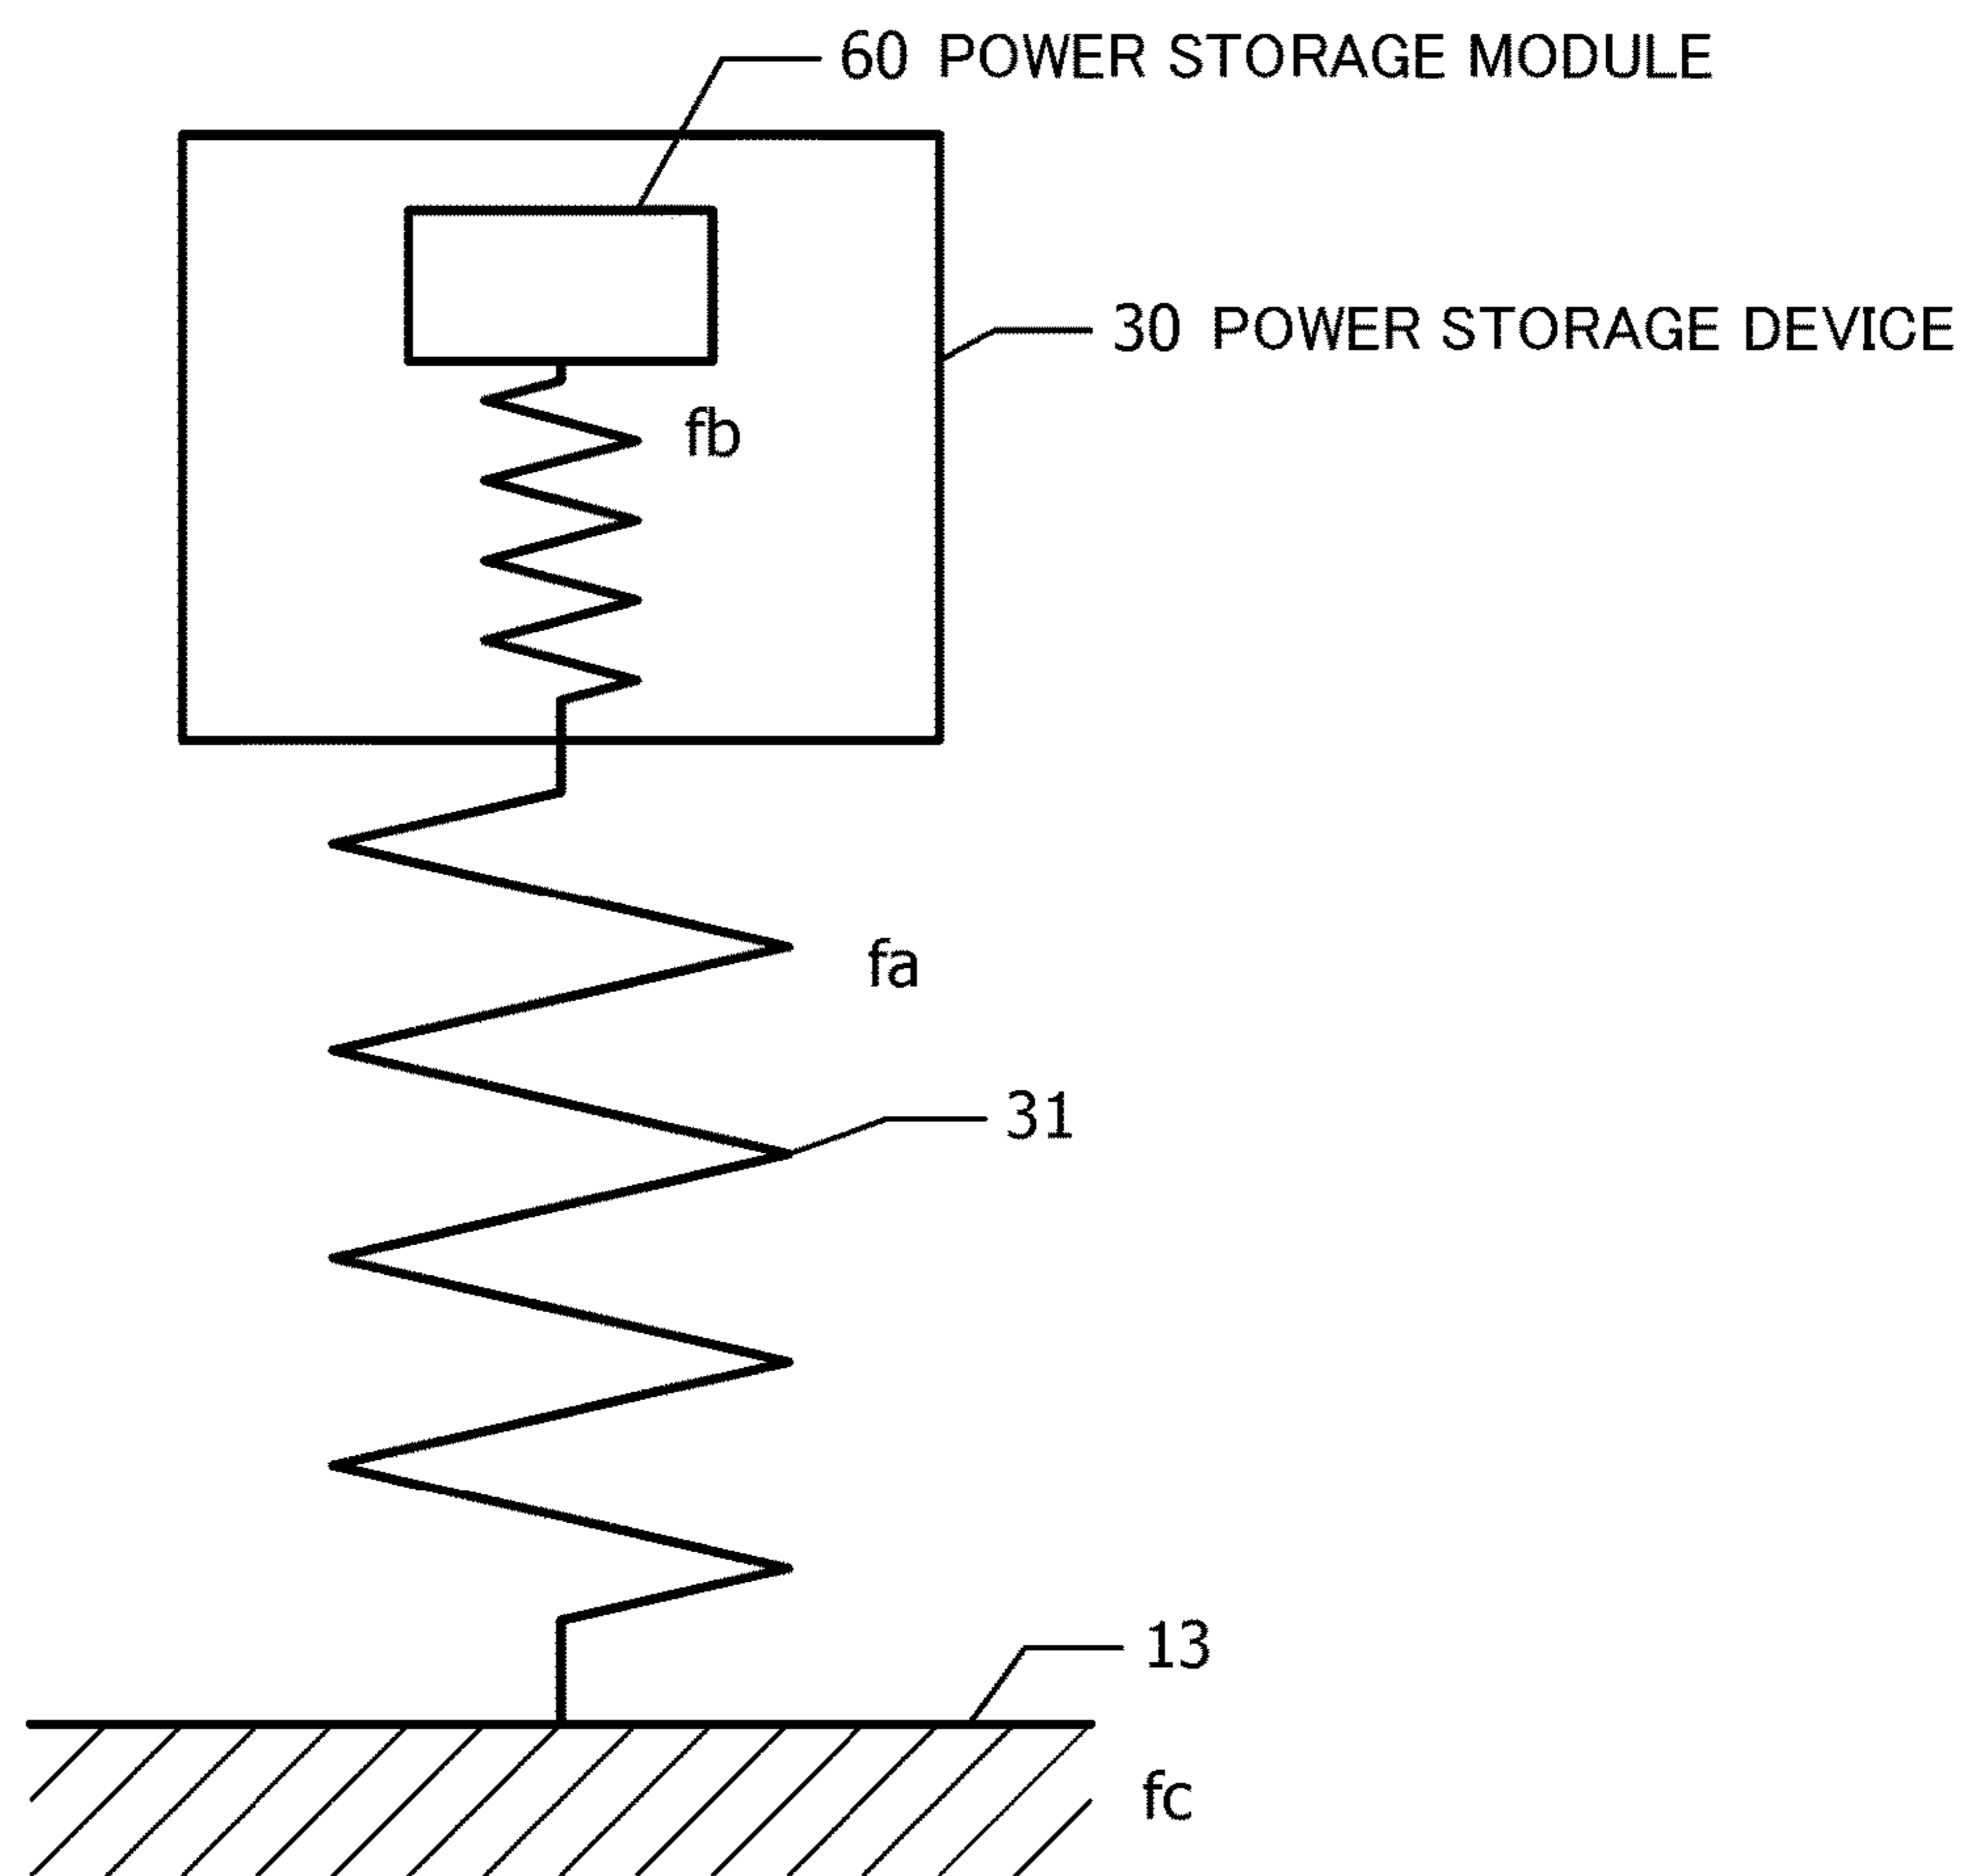 60 POWER STORAGE MODULE
30 POWER STORAGE DEVICE
fb
fa
31
13
fc